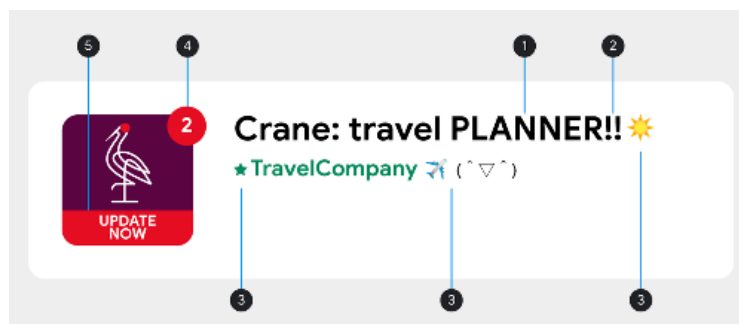 5 4 1 2
2
Crane: travel PLANNER!!☀️
★TravelCompany ✈️ (ˆ▽ˆ)
UPDATE
NOW
3 3 3